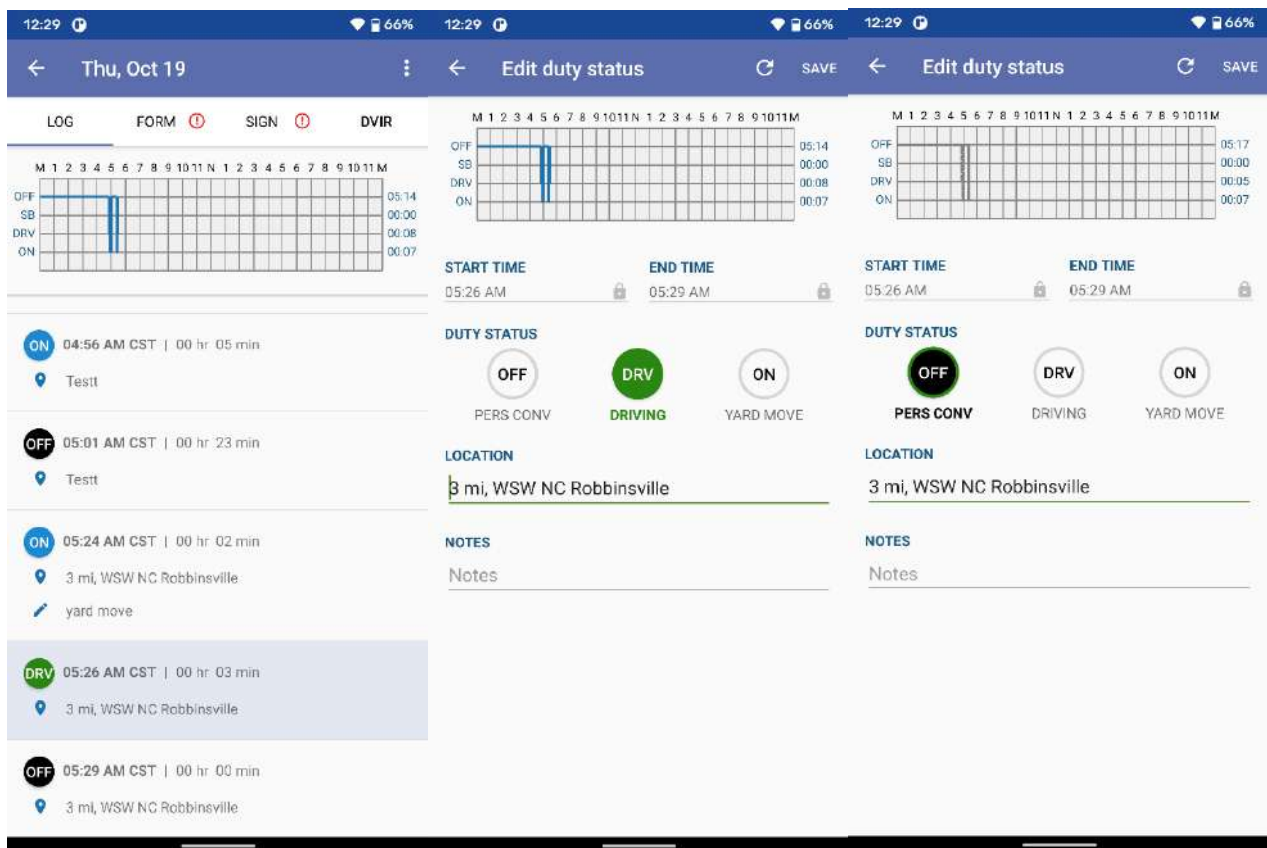 12:29 66%
Thu, Oct 19
LOG FORM SIGN DVIR
M 1 2 3 4 5 6 7 8 9 10 11 N 1 2 3 4 5 6 7 8 9 10 11 M
OFF 05:14
SB 00:00
DRV 00:08
ON 00:07
ON 04:56 AM CST | 00 hr 05 min
Testt
OFF 05:01 AM CST | 00 hr 23 min
Testt
ON 05:24 AM CST | 00 hr 02 min
3 mi, WSW NC Robbinsville
yard move
DRV 05:26 AM CST | 00 hr 03 min
3 mi, WSW NC Robbinsville
OFF 05:29 AM CST | 00 hr 00 min
3 mi, WSW NC Robbinsville
12:29 66%
Edit duty status SAVE
M 1 2 3 4 5 6 7 8 9 10 11 N 1 2 3 4 5 6 7 8 9 10 11 M
OFF 05:14
SB 00:00
DRV 00:08
ON 00:07
START TIME END TIME
05:26 AM 05:29 AM
DUTY STATUS
OFF DRV ON
PERS CONV DRIVING YARD MOVE
LOCATION
3 mi, WSW NC Robbinsville
NOTES
Notes
12:29 66%
Edit duty status SAVE
M 1 2 3 4 5 6 7 8 9 10 11 N 1 2 3 4 5 6 7 8 9 10 11 M
OFF 05:17
SB 00:00
DRV 00:05
ON 00:07
START TIME END TIME
05:26 AM 05:29 AM
DUTY STATUS
OFF DRV ON
PERS CONV DRIVING YARD MOVE
LOCATION
3 mi, WSW NC Robbinsville
NOTES
Notes